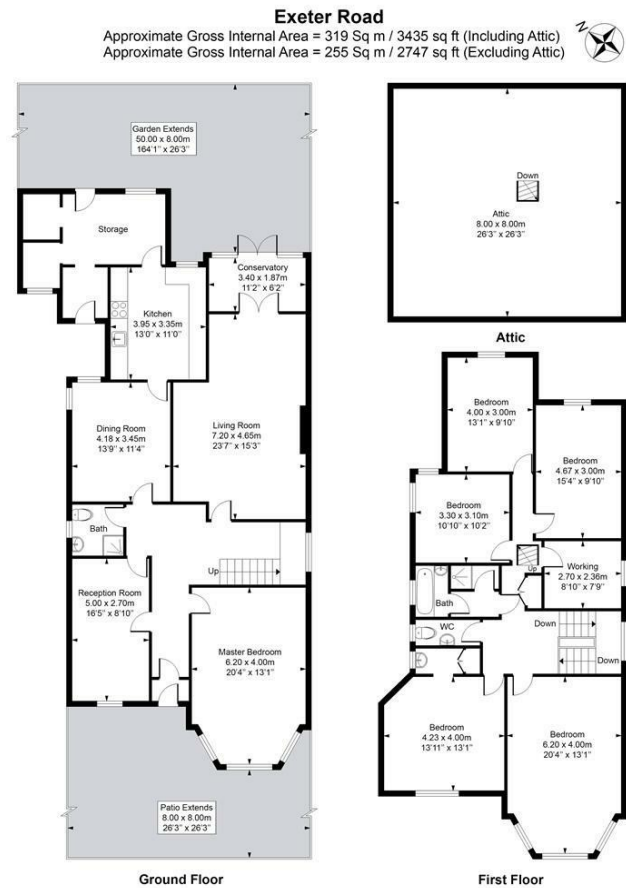 Exeter Road
Approximate Gross Internal Area = 319 Sq m / 3435 sq ft (Including Attic)
Approximate Gross Internal Area = 255 Sq m / 2747 sq ft (Excluding Attic)
N
Garden Extends
50.00 x 8.00m
164'1" x 26'3"
Storage
Conservatory
3.40 x 1.87m
11'2" x 6'2"
Kitchen
3.95 x 3.35m
13'0" x 11'0"
Dining Room
4.18 x 3.45m
13'9" x 11'4"
Living Room
7.20 x 4.65m
23'7" x 15'3"
Bath
Up
Reception Room
5.00 x 2.70m
16'5" x 8'10"
Master Bedroom
6.20 x 4.00m
20'4" x 13'1"
Patio Extends
8.00 x 8.00m
26'3" x 26'3"
Ground Floor
Down
Attic
8.00 x 8.00m
26'3" x 26'3"
Attic
Bedroom
4.00 x 3.00m
13'1" x 9'10"
Bedroom
4.67 x 3.00m
15'4" x 9'10"
Bedroom
3.30 x 3.10m
10'10" x 10'2"
Up
Working
2.70 x 2.36m
8'10" x 7'9"
Bath
WC
Down
Down
Bedroom
4.23 x 4.00m
13'11" x 13'1"
Bedroom
6.20 x 4.00m
20'4" x 13'1"
First Floor